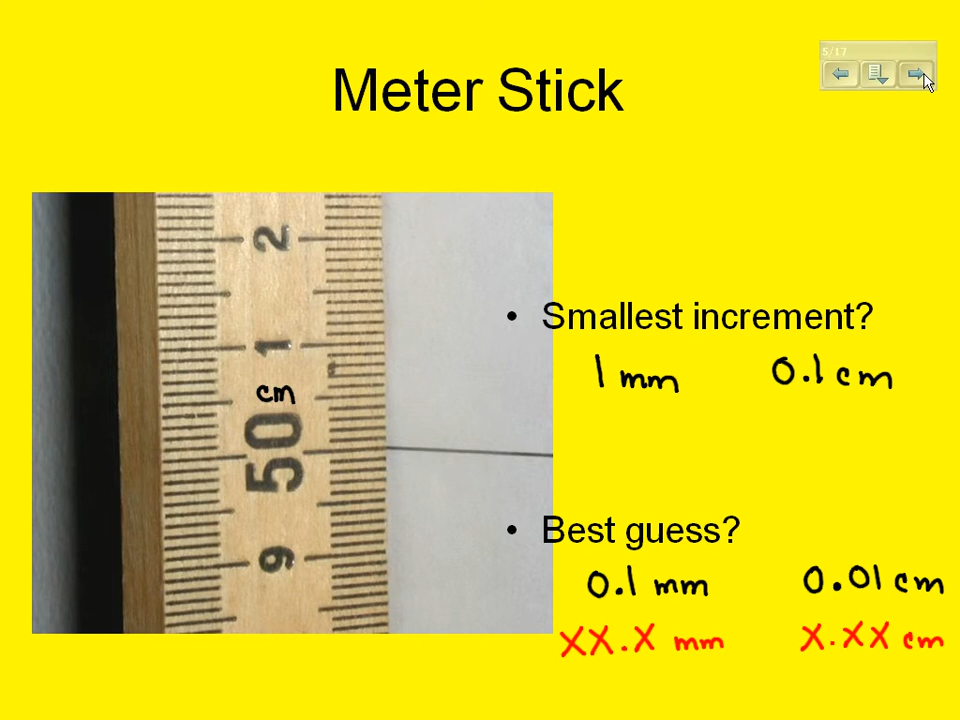 5/17
Meter Stick
2
1
cm
50
9
• Smallest increment?
1 mm 0.1 cm
• Best guess?
0.1 mm 0.01 cm
XX.X mm X.XX cm